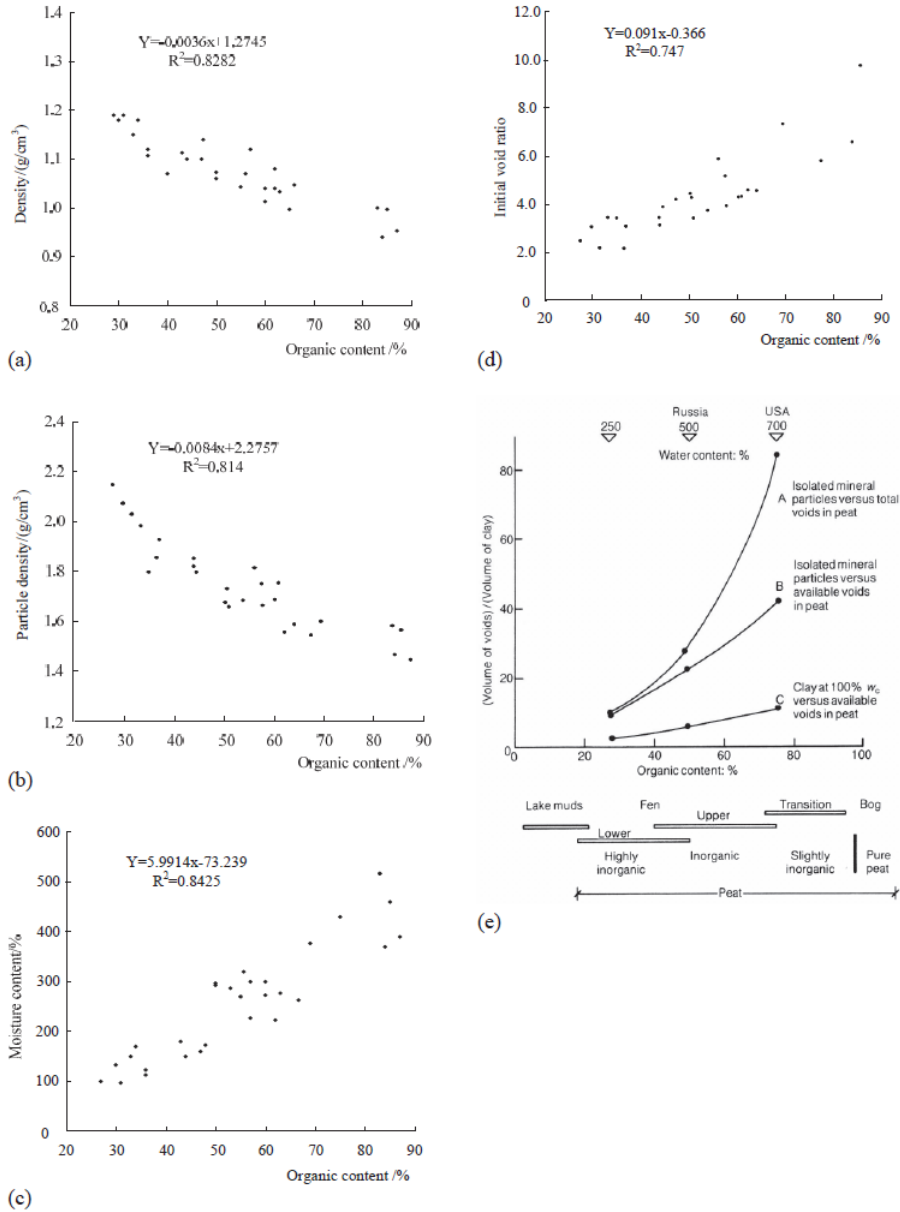 1.4
1.3
1.2
1.1
1.0
0.9
0.8
Density/(g/cm³)
Y=-0.0036x+1.2745
R²=0.8282
20 30 40 50 60 70 80 90
Organic content /%
(a)
2.4
2.2
2.0
1.8
1.6
1.4
1.2
Particle density/(g/cm³)
Y=-0.0084x+2.2757
R²=0.814
20 30 40 50 60 70 80 90
Organic content /%
(b)
600
500
400
300
200
100
0
Moisture content/%
Y=5.9914x-73.239
R²=0.8425
20 30 40 50 60 70 80 90
Organic content /%
(c)
10.0
8.0
6.0
4.0
2.0
0
Initial void ratio
Y=0.091x-0.366
R²=0.747
20 30 40 50 60 70 80 90
Organic content /%
(d)
Russia USA
250 500 700
Water content: %
80
60
40
20
0
(Volume of voids)/(Volume of clay)
A
Isolated mineral
particles versus total
voids in peat
B
Isolated mineral
particles versus
available voids
in peat
C
Clay at 100% wc
versus available
voids in peat
20 40 60 80 100
Organic content: %
Lake muds Fen Transition Bog
Upper
Lower
Highly
inorganic
Inorganic
Slightly
inorganic
Pure
peat
Peat
(e)